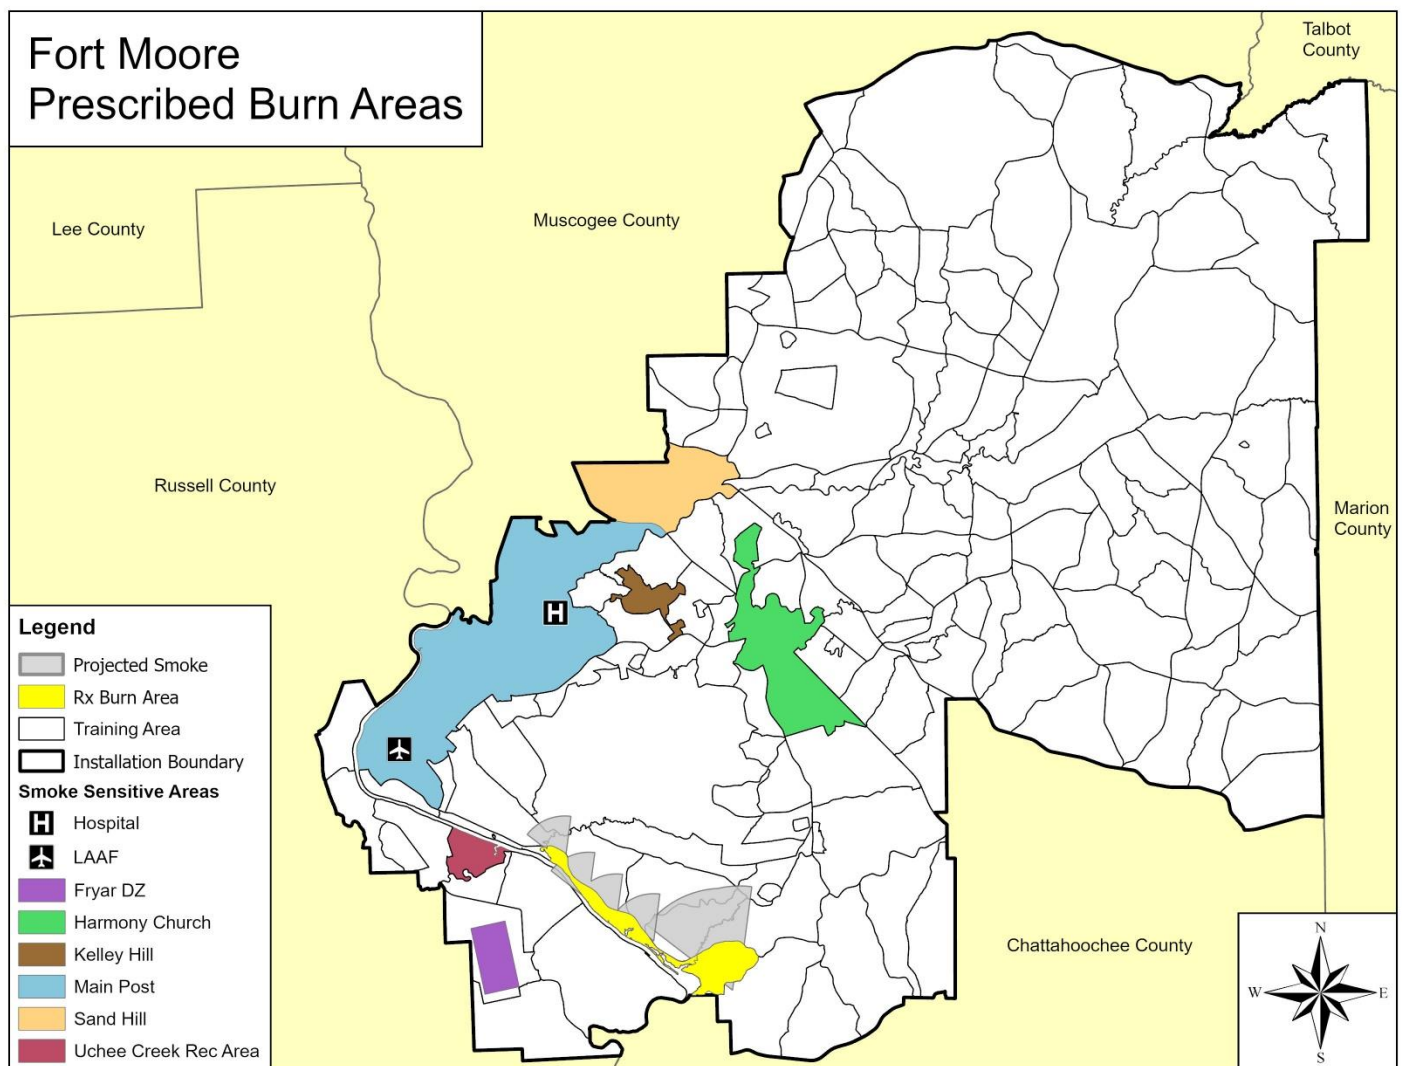 Fort Moore
Prescribed Burn Areas
Talbot
County
Lee County
Muscogee County
Russell County
Marion
County
Chattahoochee County
H
Legend
Projected Smoke
Rx Burn Area
Training Area
Installation Boundary
Smoke Sensitive Areas
H Hospital
LAAF
Fryar DZ
Harmony Church
Kelley Hill
Main Post
Sand Hill
Uchee Creek Rec Area
N
W E
S